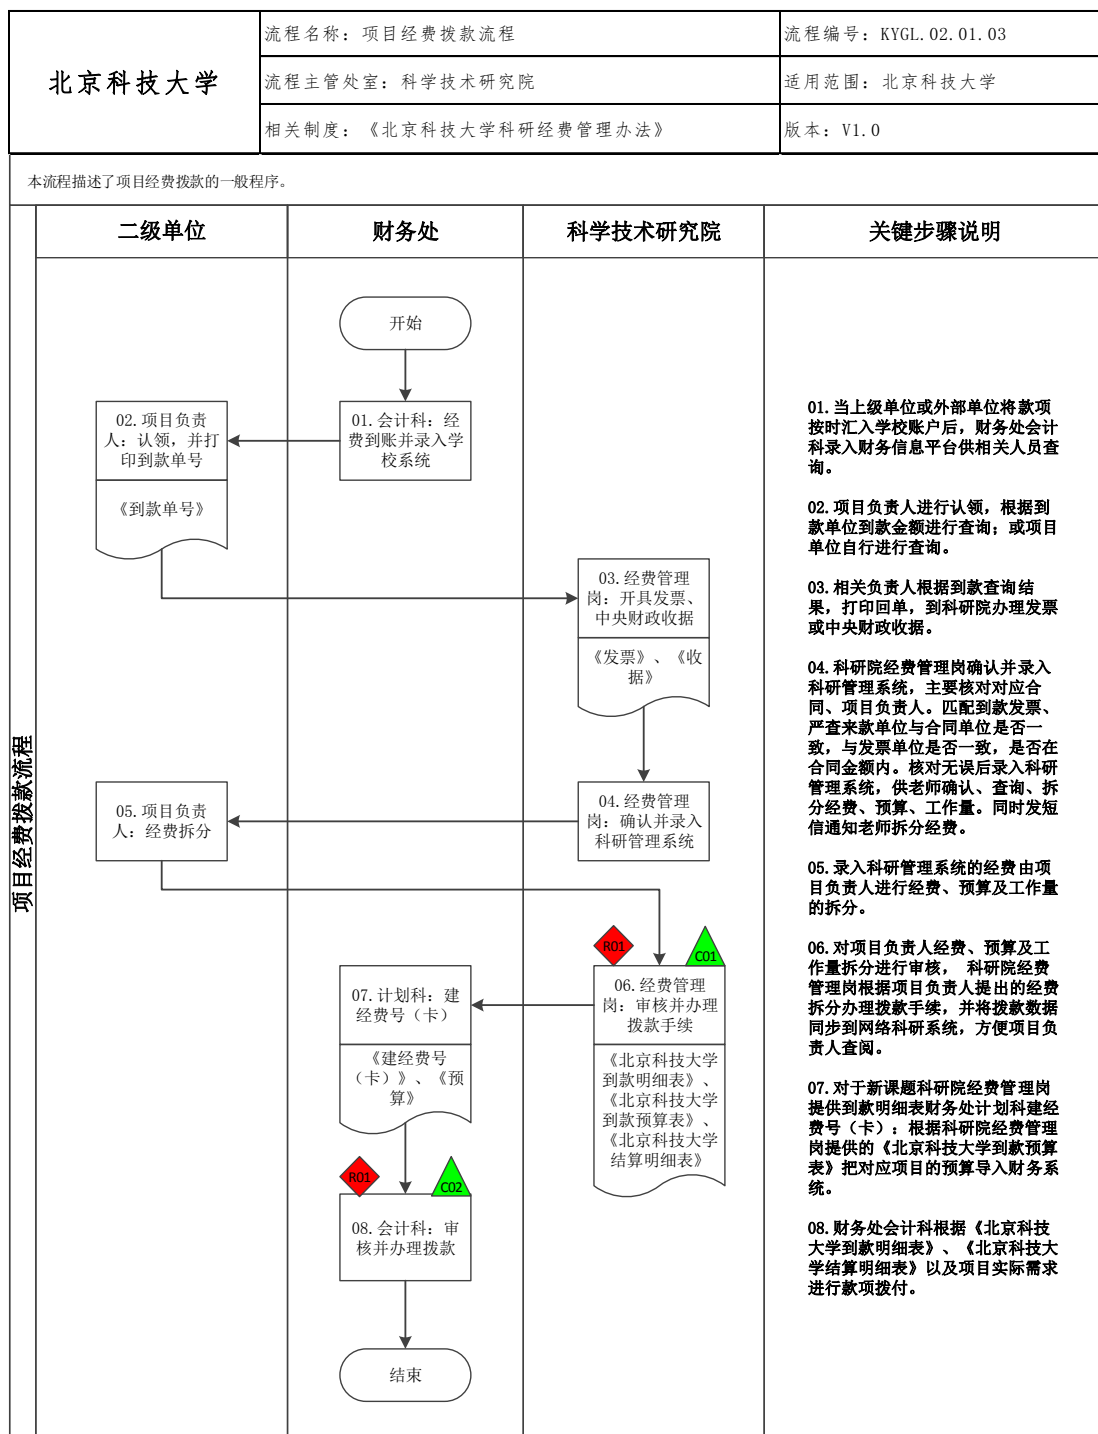 北京科技大学
流程名称：项目经费拨款流程
流程编号：KYGL.02.01.03
流程主管处室：科学技术研究院
适用范围：北京科技大学
相关制度：《北京科技大学科研经费管理办法》
版本：V1.0
本流程描述了项目经费拨款的一般程序。
项目经费拨款流程
二级单位
财务处
科学技术研究院
关键步骤说明
开始
01.会计科：经
费到账并录入学
校系统
02.项目负责
人：认领，并打
印到款单号
《到款单号》
03.经费管理
岗：开具发票、
中央财政收据
《发票》、《收
据》
04.经费管理
岗：确认并录入
科研管理系统
05.项目负责
人：经费拆分
R01
C01
06.经费管理
岗：审核并办理
拨款手续
《北京科技大学
到款明细表》、
《北京科技大学
到款预算表》、
《北京科技大学
结算明细表》
07.计划科：建
经费号（卡）
《建经费号
（卡）》、《预
算》
R01
C02
08.会计科：审
核并办理拨款
结束
01.当上级单位或外部单位将款项
按时汇入学校账户后，财务处会计
科录入财务信息平台供相关人员查
询。
02.项目负责人进行认领，根据到
款单位到款金额进行查询；或项目
单位自行进行查询。
03.相关负责人根据到款查询结
果，打印回单，到科研院办理发票
或中央财政收据。
04.科研院经费管理岗确认并录入
科研管理系统，主要核对对应合
同、项目负责人。匹配到款发票、
严查来款单位与合同单位是否一
致，与发票单位是否一致，是否在
合同金额内。核对无误后录入科研
管理系统，供老师确认、查询、拆
分经费、预算、工作量。同时发短
信通知老师拆分经费。
05.录入科研管理系统的经费由项
目负责人进行经费、预算及工作量
的拆分。
06.对项目负责人经费、预算及工
作量拆分进行审核， 科研院经费
管理岗根据项目负责人提出的经费
拆分办理拨款手续，并将拨款数据
同步到网络科研系统，方便项目负
责人查阅。
07.对于新课题科研院经费管理岗
提供到款明细表财务处计划科建经
费号（卡）：根据科研院经费管理
岗提供的《北京科技大学到款预算
表》把对应项目的预算导入财务系
统。
08.财务处会计科根据《北京科技
大学到款明细表》、《北京科技大
学结算明细表》以及项目实际需求
进行款项拨付。